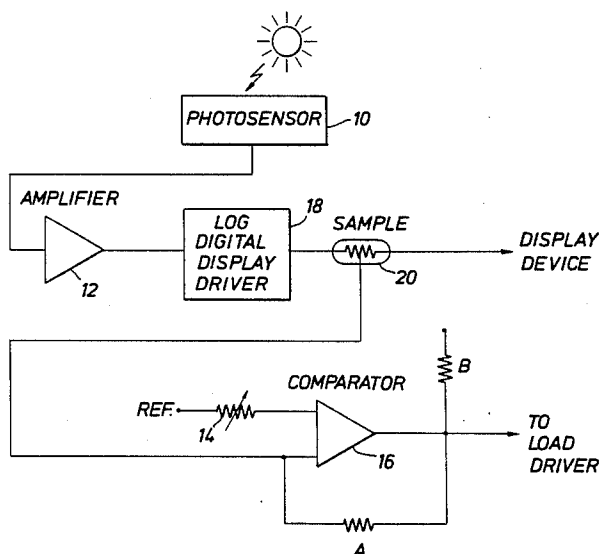 PHOTOSENSOR
10
AMPLIFIER
12
LOG
DIGITAL
DISPLAY
DRIVER
18
SAMPLE
20
DISPLAY
DEVICE
REF.
14
COMPARATOR
16
B
TO
LOAD
DRIVER
A